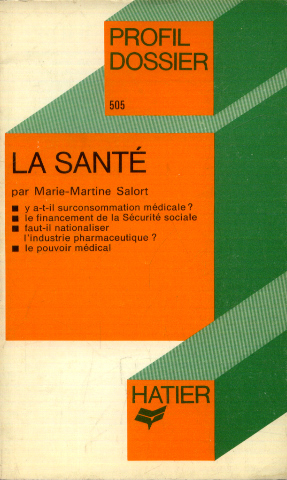 PROFIL
DOSSIER
505
LA SANTÉ
par Marie-Martine Salort
■ y a-t-il surconsommation médicale ?
■ le financement de la Sécurité sociale
■ faut-il nationaliser
l'industrie pharmaceutique ?
■ le pouvoir médical
HATIER